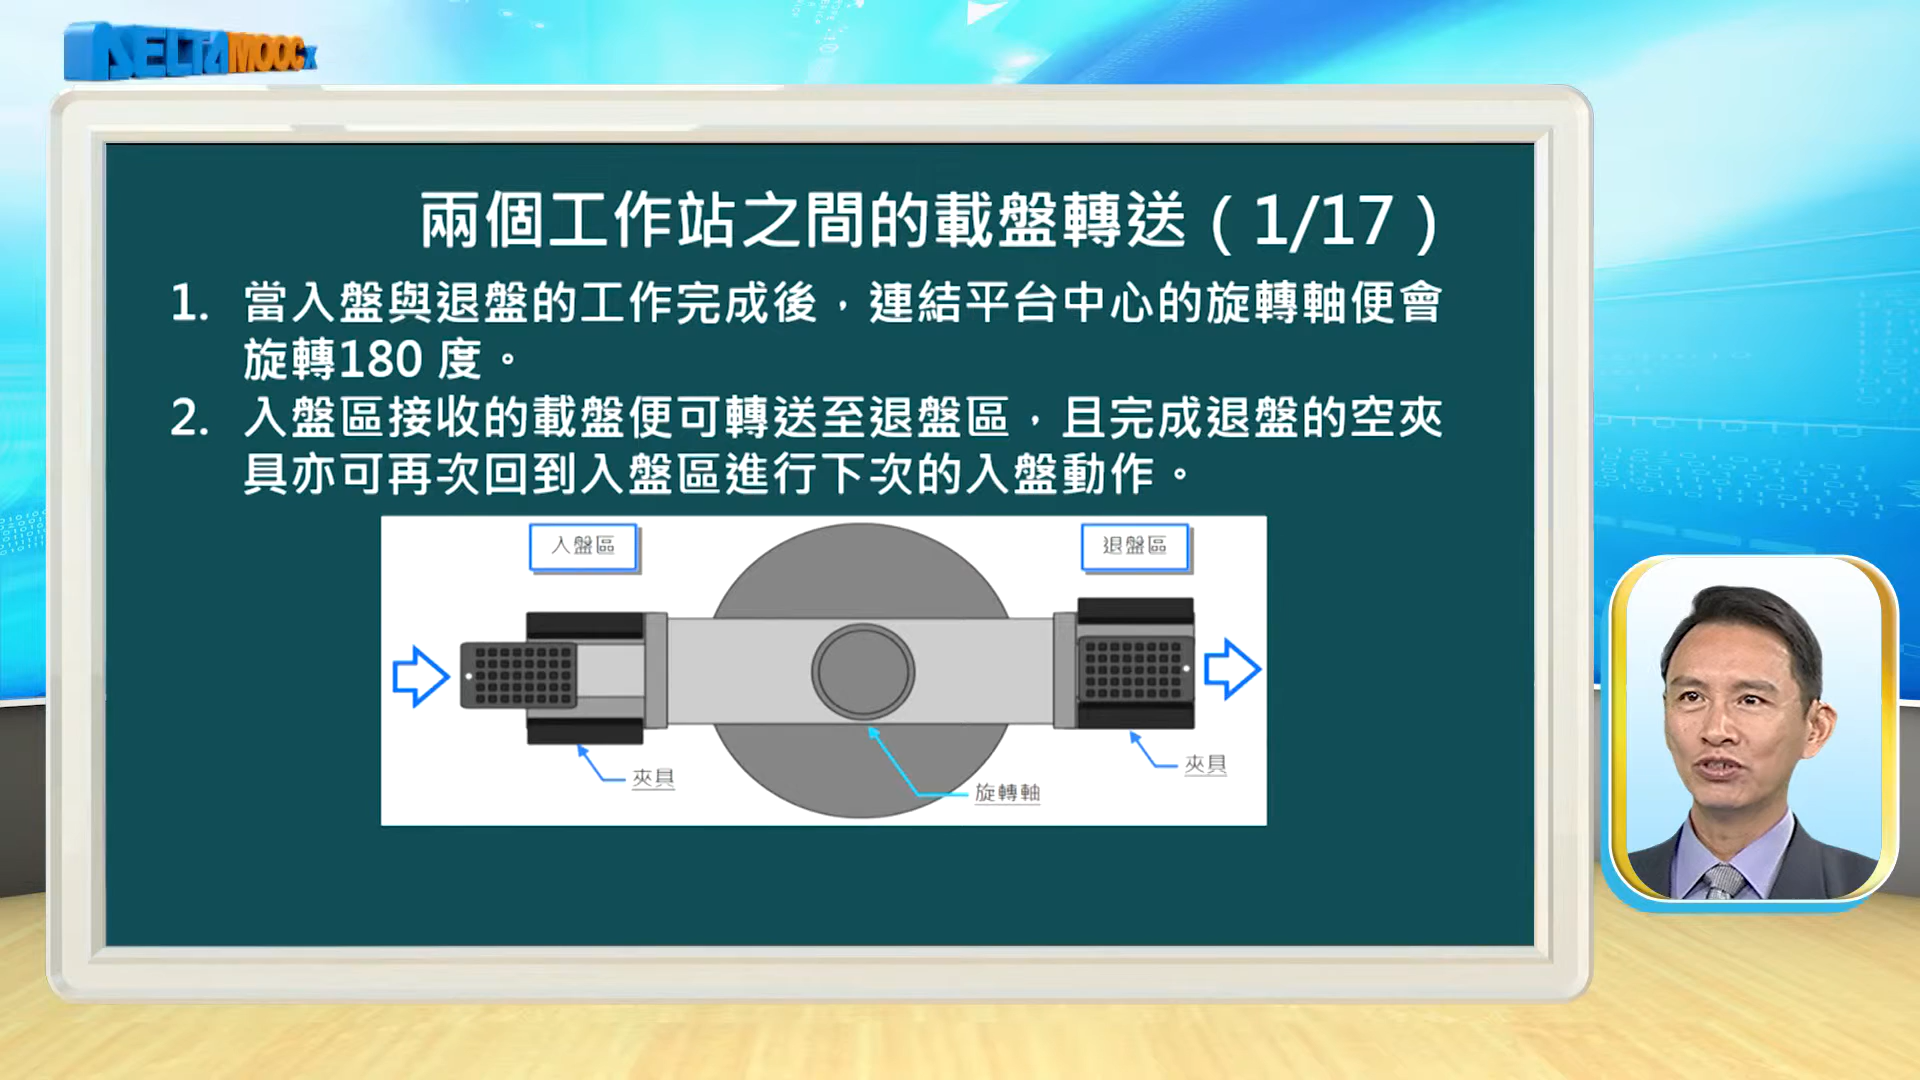 DELTAMOOCx
兩個工作站之間的載盤轉送（1/17）
1. 當入盤與退盤的工作完成後，連結平台中心的旋轉軸便會
旋轉180 度。
2. 入盤區接收的載盤便可轉送至退盤區，且完成退盤的空夾
具亦可再次回到入盤區進行下次的入盤動作。
入盤區
退盤區
夾具
夾具
旋轉軸